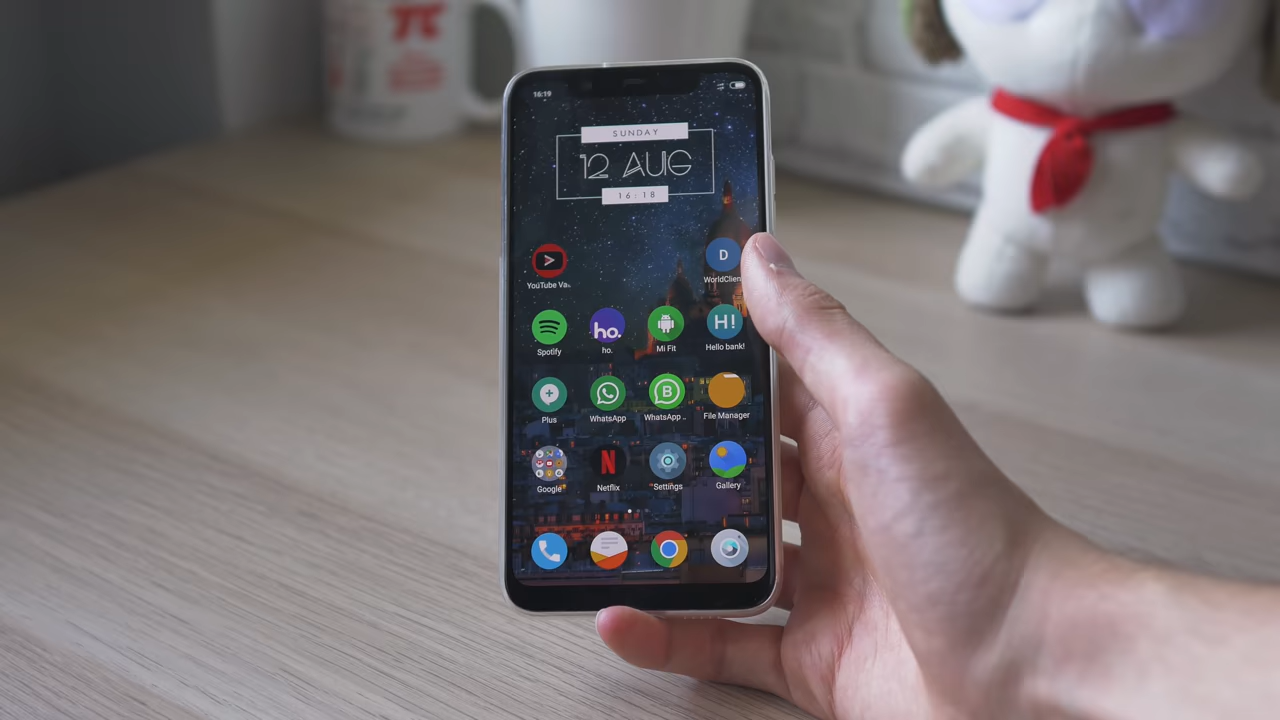 16:19
SUNDAY
12 AUG
16:18
YouTube Va..
D
WorldClien
Spotify
ho.
ho.
Mi Fit
H!
Hello bank!
Plus
WhatsApp
B
WhatsApp ..
File Manager
Google
N
Netflix
Settings
Gallery